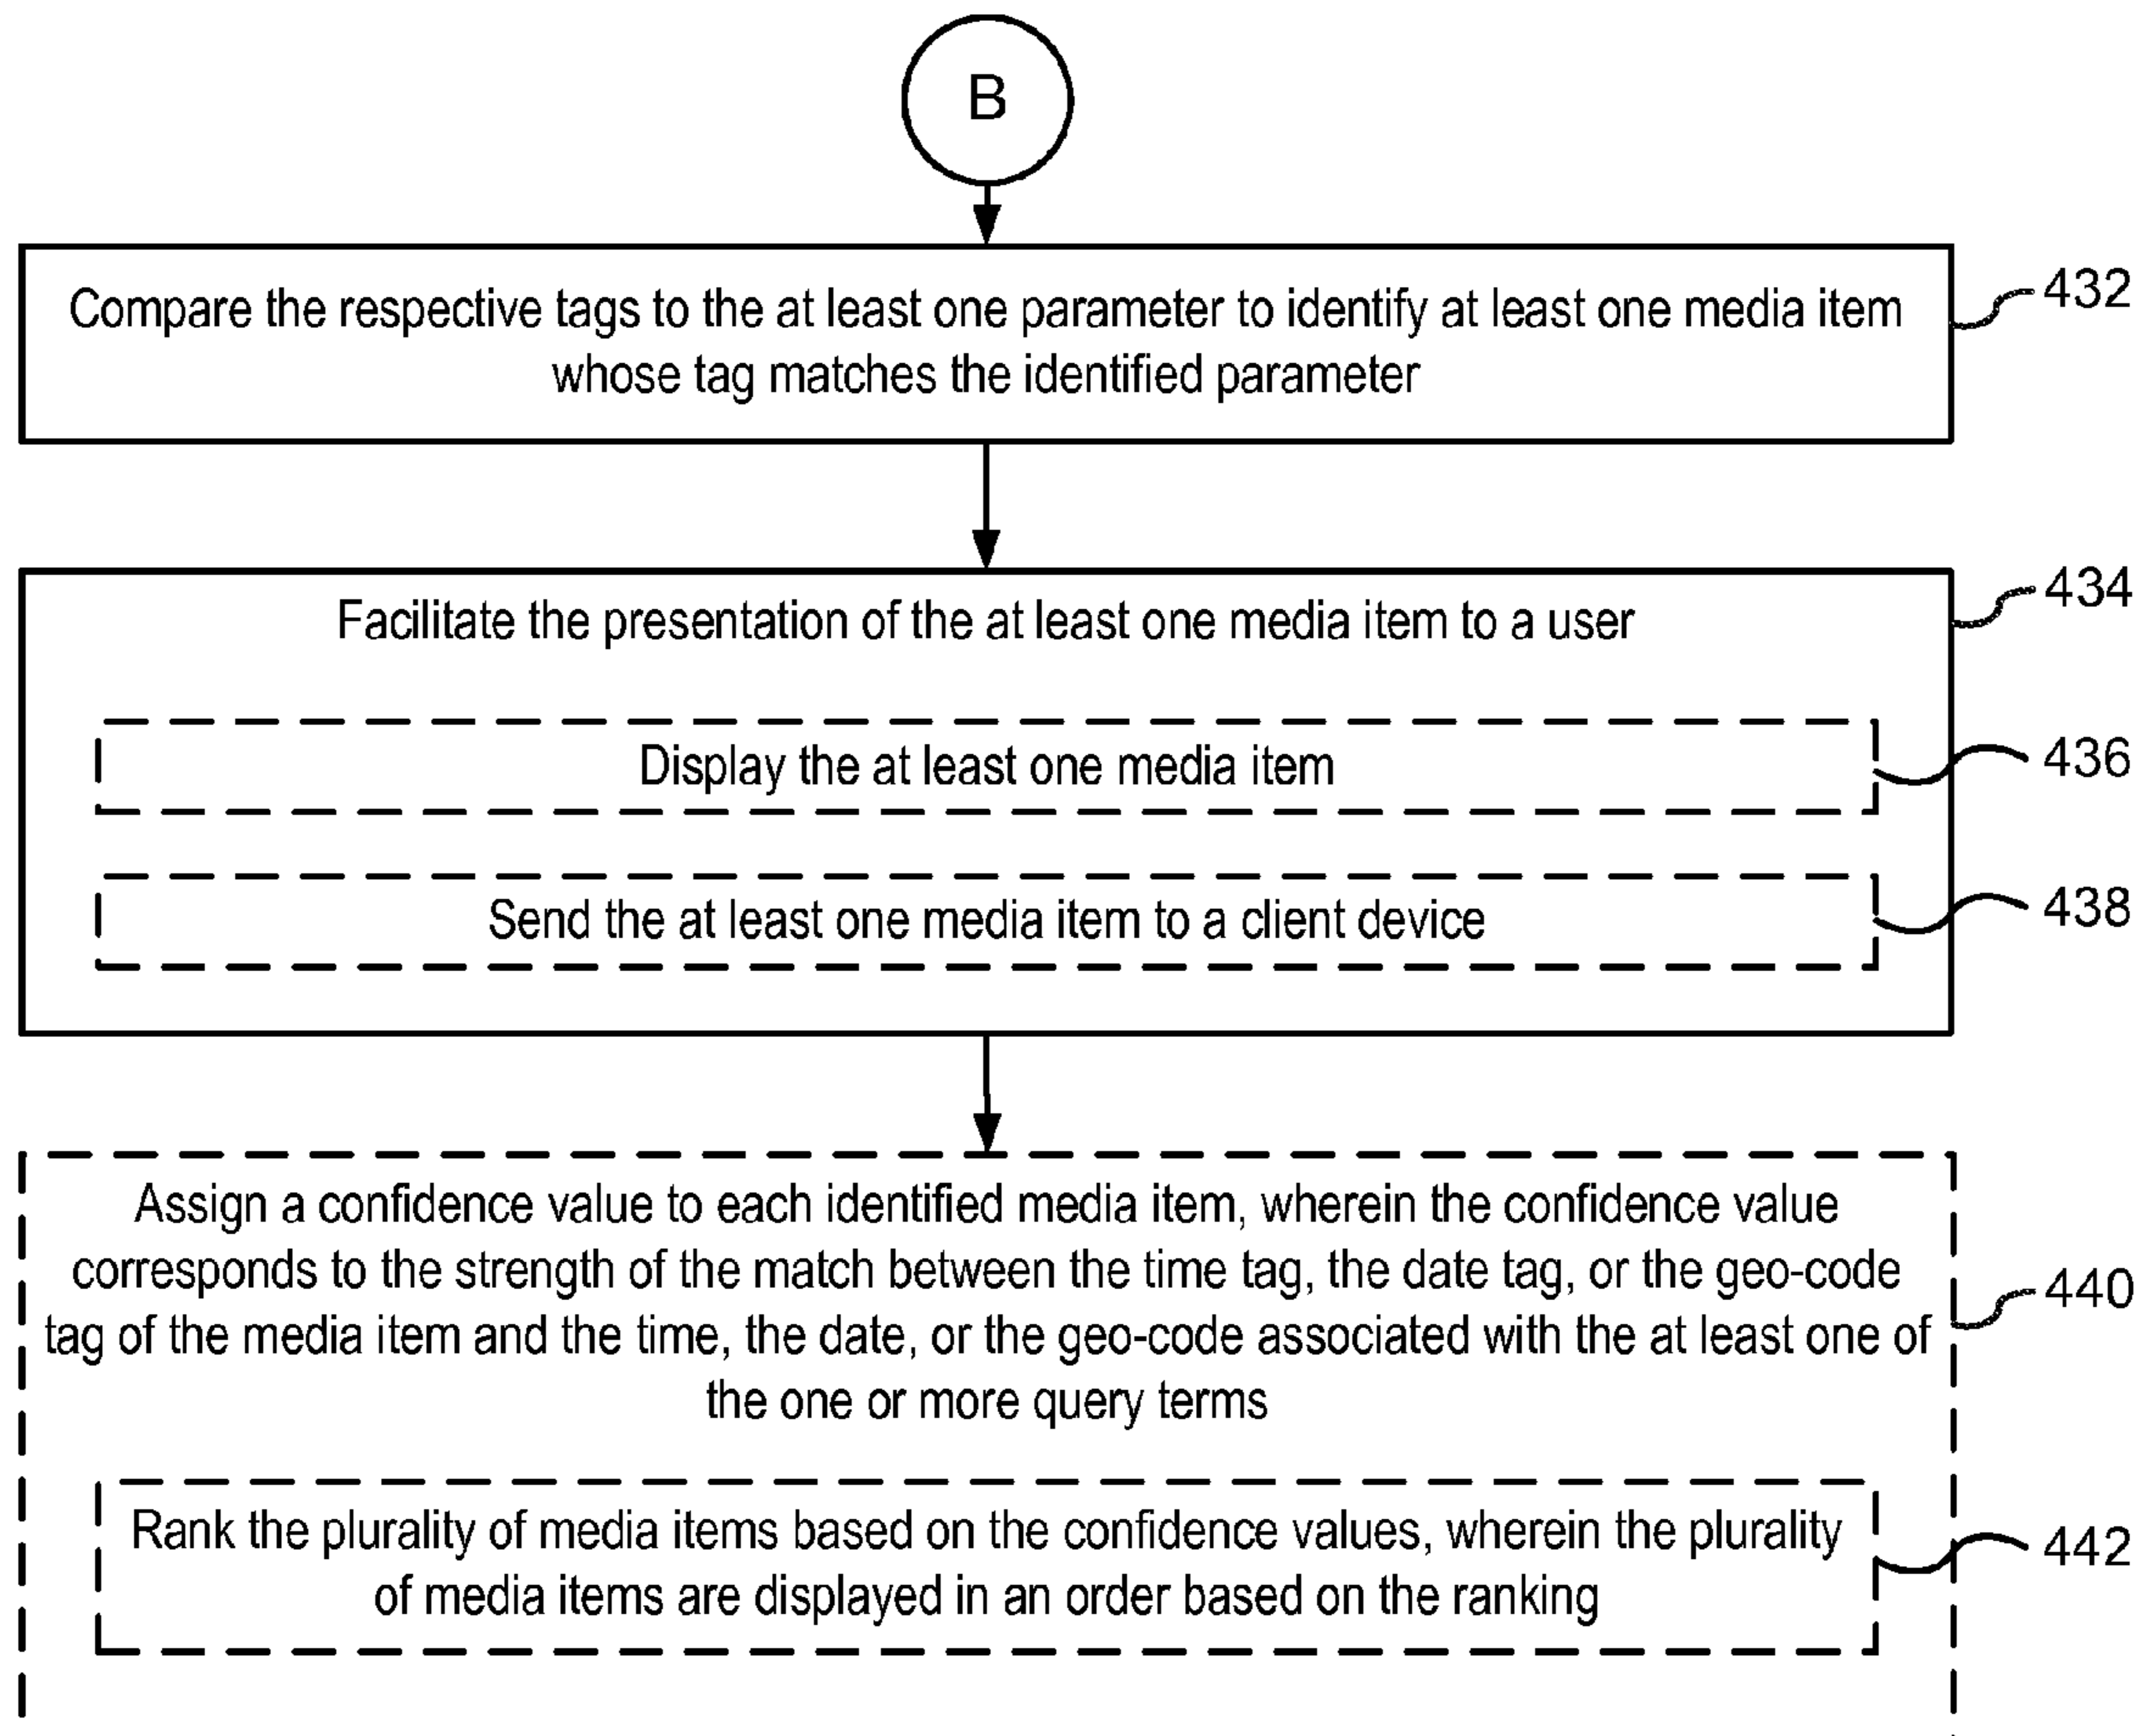 B
Compare the respective tags to the at least one parameter to identify at least one media item
whose tag matches the identified parameter
432
Facilitate the presentation of the at least one media item to a user
434
Display the at least one media item
436
Send the at least one media item to a client device
438
Assign a confidence value to each identified media item, wherein the confidence value
corresponds to the strength of the match between the time tag, the date tag, or the geo-code
tag of the media item and the time, the date, or the geo-code associated with the at least one of
the one or more query terms
440
Rank the plurality of media items based on the confidence values, wherein the plurality
of media items are displayed in an order based on the ranking
442